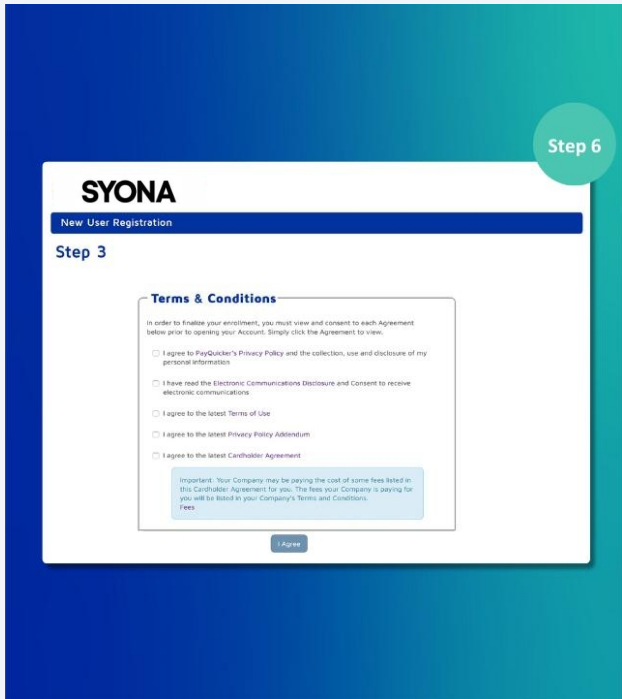 Step 6
SYONA
New User Registration
Step 3
Terms & Conditions
In order to finalize your enrollment, you must view and consent to each Agreement
below prior to opening your Account. Simply click the Agreement to view.
I agree to PayQuicker's Privacy Policy and the collection, use and disclosure of my
personal information
I have read the Electronic Communications Disclosure and Consent to receive
electronic communications
I agree to the latest Terms of Use
I agree to the latest Privacy Policy Addendum
I agree to the latest Cardholder Agreement
Important: Your Company may be paying the cost of some fees listed in
this Cardholder Agreement for you. The fees your Company is paying for
you will be listed in your Company's Terms and Conditions.
Fees
I Agree